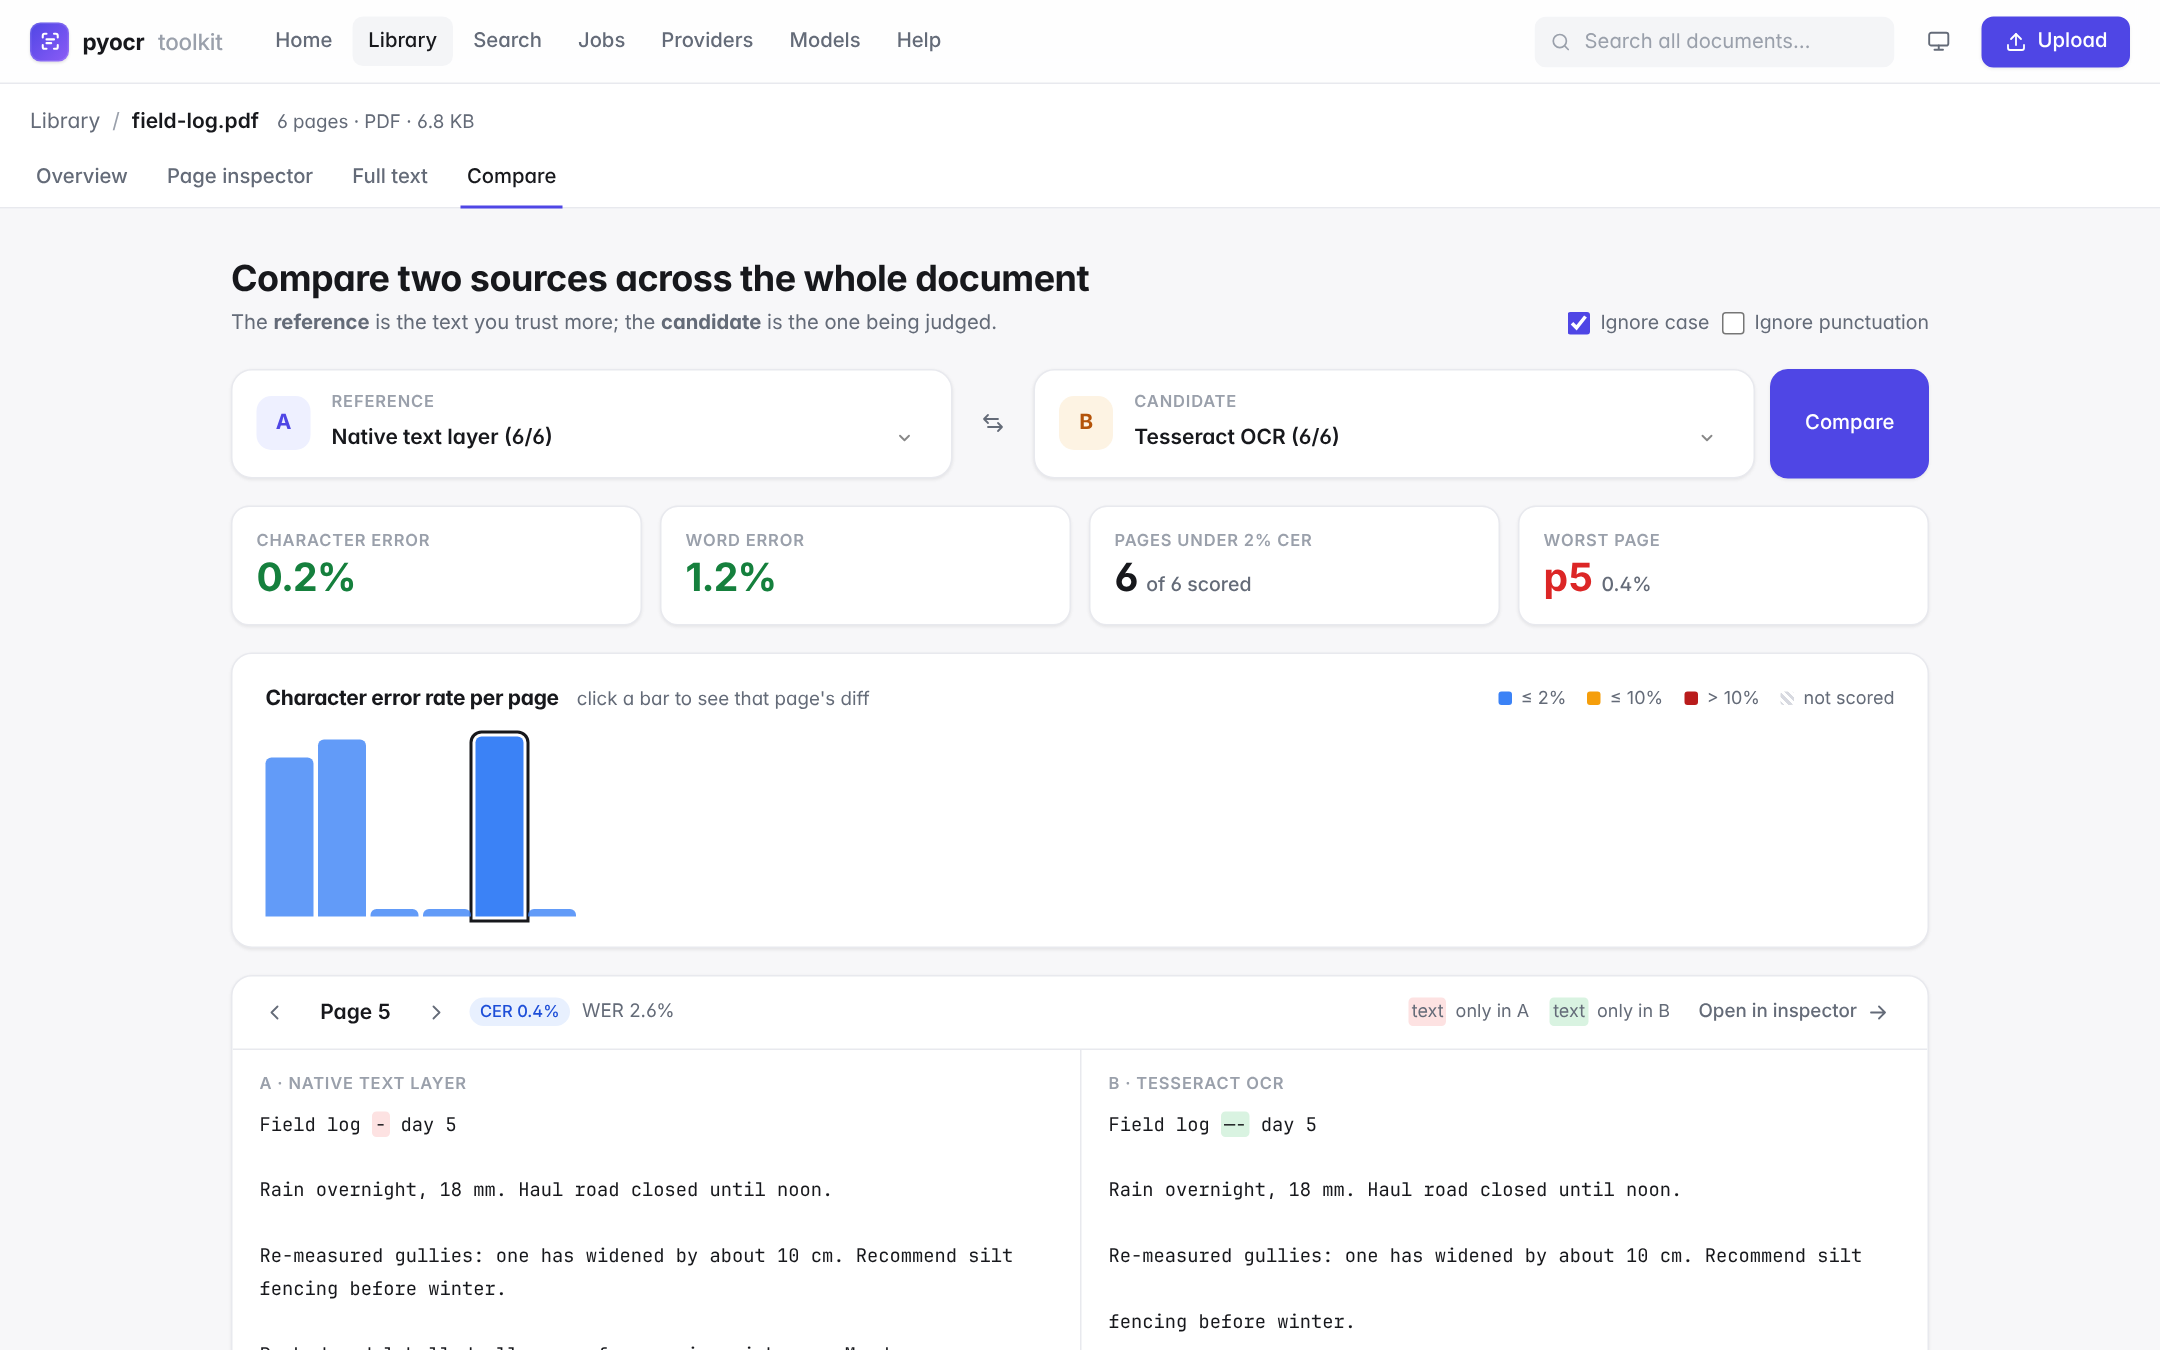 pyocr toolkit
Home
Library
Search
Jobs
Providers
Models
Help
Search all documents...
Upload
Library / field-log.pdf 6 pages · PDF · 6.8 KB
Overview
Page inspector
Full text
Compare
Compare two sources across the whole document
The reference is the text you trust more; the candidate is the one being judged.
Ignore case
Ignore punctuation
A
REFERENCE
Native text layer (6/6)
B
CANDIDATE
Tesseract OCR (6/6)
Compare
CHARACTER ERROR
0.2%
WORD ERROR
1.2%
PAGES UNDER 2% CER
6 of 6 scored
WORST PAGE
p5 0.4%
Character error rate per page click a bar to see that page's diff
≤ 2%
≤ 10%
> 10%
not scored
Page 5
CER 0.4% WER 2.6%
text only in A
text only in B
Open in inspector →
A · NATIVE TEXT LAYER
Field log - day 5
Rain overnight, 18 mm. Haul road closed until noon.
Re-measured gullies: one has widened by about 10 cm. Recommend silt
fencing before winter.
B · TESSERACT OCR
Field log —- day 5
Rain overnight, 18 mm. Haul road closed until noon.
Re-measured gullies: one has widened by about 10 cm. Recommend silt
fencing before winter.